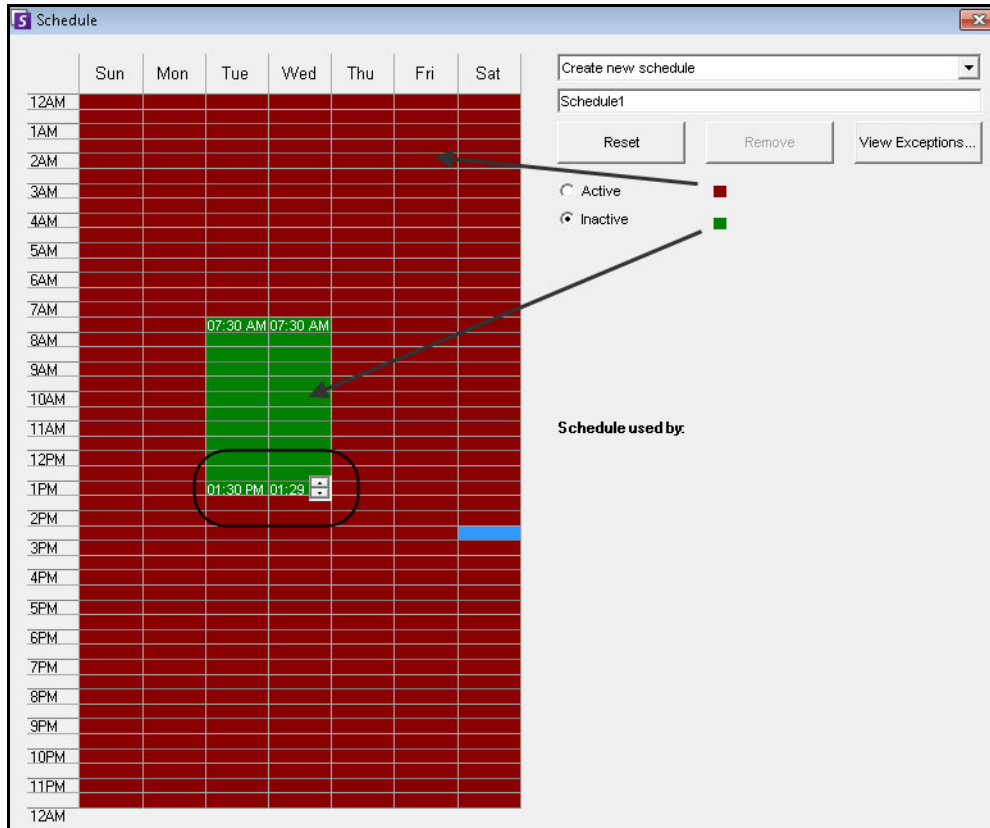 S Schedule
Sun Mon Tue Wed Thu Fri Sat
Create new schedule
Schedule1
Reset Remove View Exceptions...
Active
Inactive
12AM
1AM
2AM
3AM
4AM
5AM
6AM
7AM
07:30 AM 07:30 AM
8AM
9AM
10AM
11AM
Schedule used by:
12PM
1PM 01:30 PM 01:29
2PM
3PM
4PM
5PM
6PM
7PM
8PM
9PM
10PM
11PM
12AM